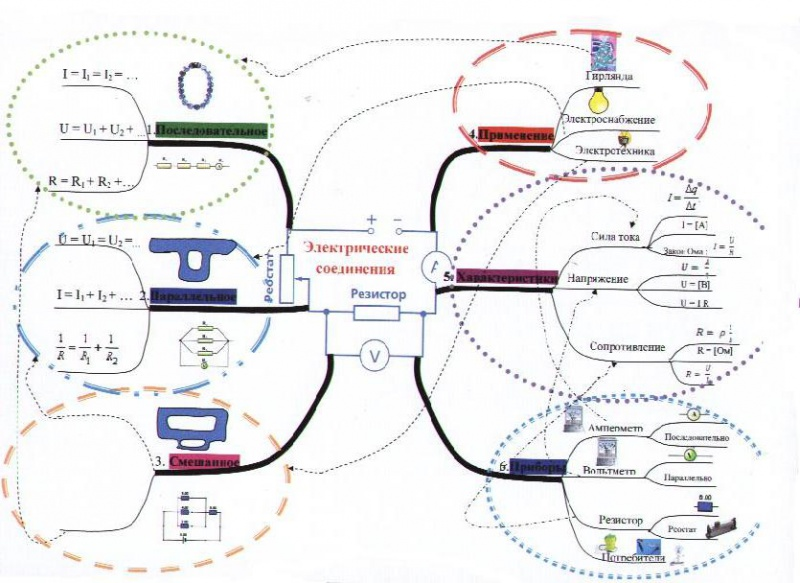 I = I₁ = I₂ = ...
U = U₁ + U₂ + ...
1. Последовательное
R = R₁ + R₂ +...
U = U₁ = U₂ = ...
I = I₁ + I₂ + ...
2. Параллельное
1/R = 1/R₁ + 1/R₂
3. Смешанное
+ −
Электрические
соединения
Реостат
Резистор
A
V
4. Применение
Гирлянда
Электроснабжение
Электротехника
5. Характеристики
Сила тока
I = Δq/Δt
I = [A]
Закон Ома : I = U/R
Напряжение
U =
U = [B]
U = I R
Сопротивление
R = ρ
R = [Ом]
R = U
6. Приборы
Амперметр
A
Последовательно
Вольтметр
V
Параллельно
Резистор
Реостат
Потребители